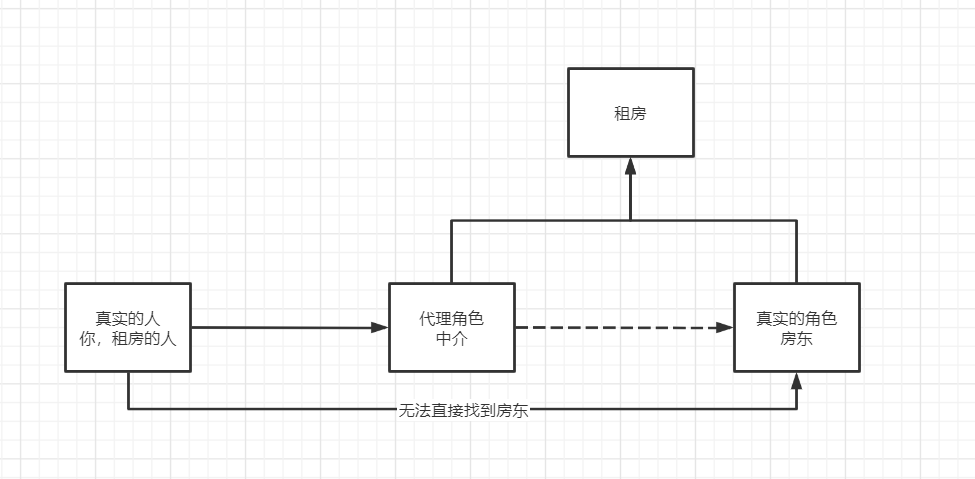 租房
真实的人
你，租房的人
代理角色
中介
真实的角色
房东
无法直接找到房东